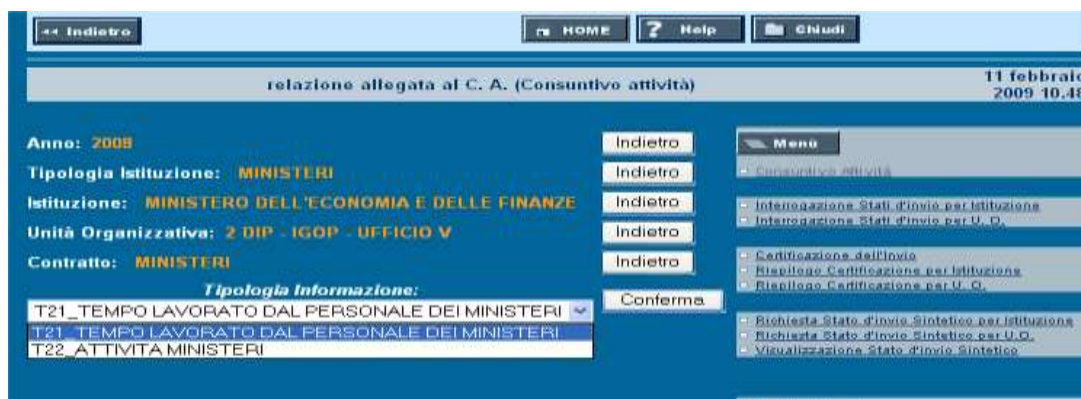 Indietro
HOME
Help
Chiudi
relazione allegata al C. A. (Consuntivo attività)
11 febbraio
2009 10.48
Anno: 2008
Indietro
Menù
Tipologia Istituzione: MINISTERI
Indietro
Consuntivo Attività
Istituzione: MINISTERO DELL'ECONOMIA E DELLE FINANZE
Indietro
Interrogazione Stati d'invio per Istituzione
Interrogazione Stati d'invio per U. O.
Unità Organizzativa: 2 DIP - IGOP - UFFICIO V
Indietro
Contratto: MINISTERI
Indietro
Certificazione dell'Invio
Riepilogo Certificazione per Istituzione
Riepilogo Certificazione per U. O.
Tipologia Informazione:
T21_TEMPO LAVORATO DAL PERSONALE DEI MINISTERI
Conferma
T21_TEMPO LAVORATO DAL PERSONALE DEI MINISTERI
T22_ATTIVITA MINISTERI
Richiesta Stato d'invio Sintetico per Istituzione
Richiesta Stato d'invio Sintetico per U.O.
Visualizzazione Stato d'invio Sintetico